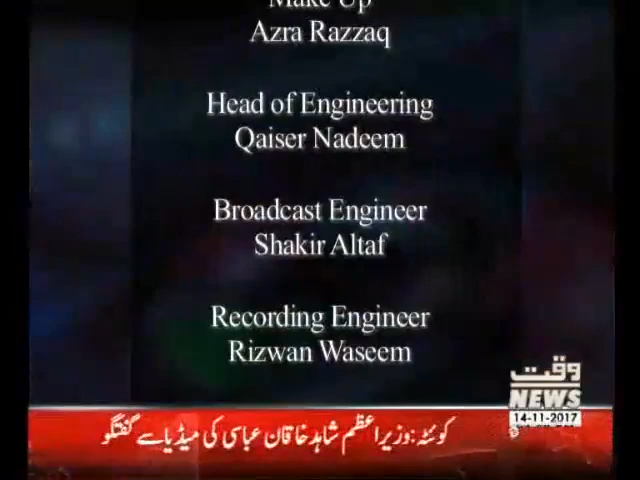 Make Up
Azra Razzaq
Head of Engineering
Qaiser Nadeem
Broadcast Engineer
Shakir Altaf
Recording Engineer
Rizwan Waseem
وقت
NEWS
14-11-2017
کوئٹہ:وزیراعظم شاہد خاقان عباسی کی میڈیا سے گفتگو